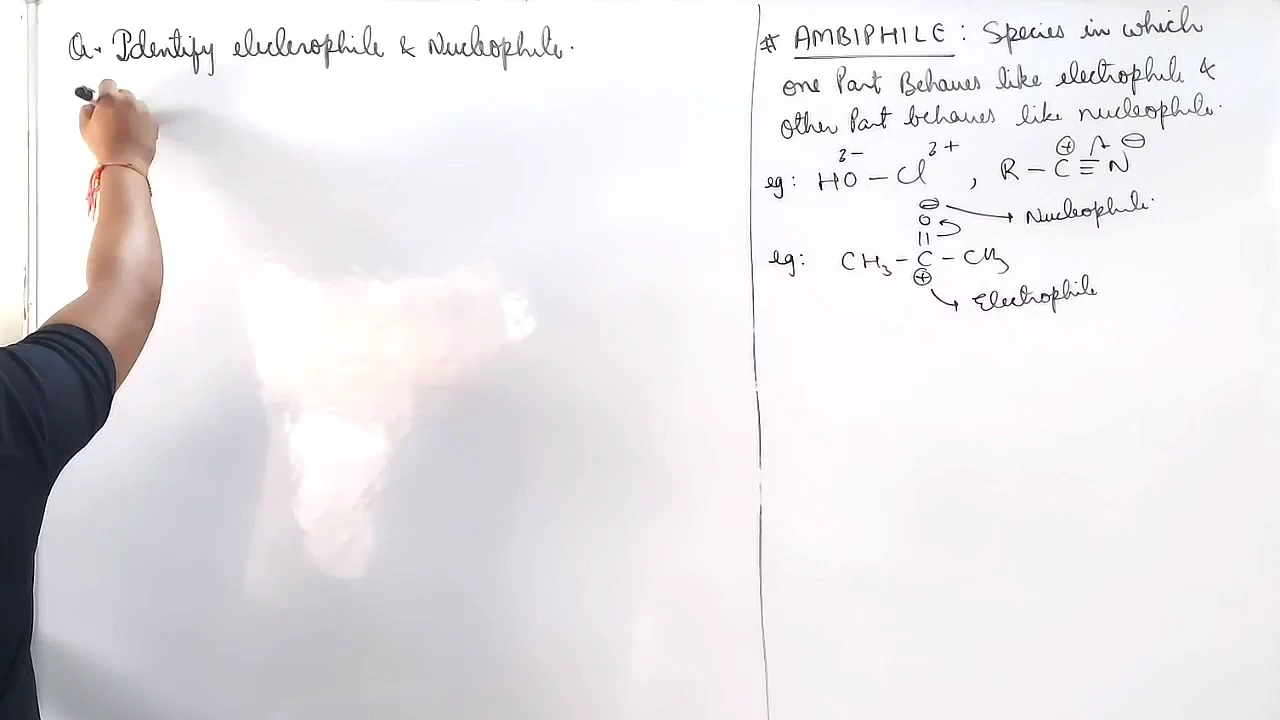 Q. Identify elecerophile & Nucleophile.
# AMBIPHILE : Species in which
one Part Behaves like electrophile &
other Part behaves like nucleophile.
eg: HO – Cl , R – C ≡ N
δ– δ+ ⊕ ⊖
⊖ → Nucleophile.
O
||
eg: CH₃ – C – CH₃
⊕ → Electrophile